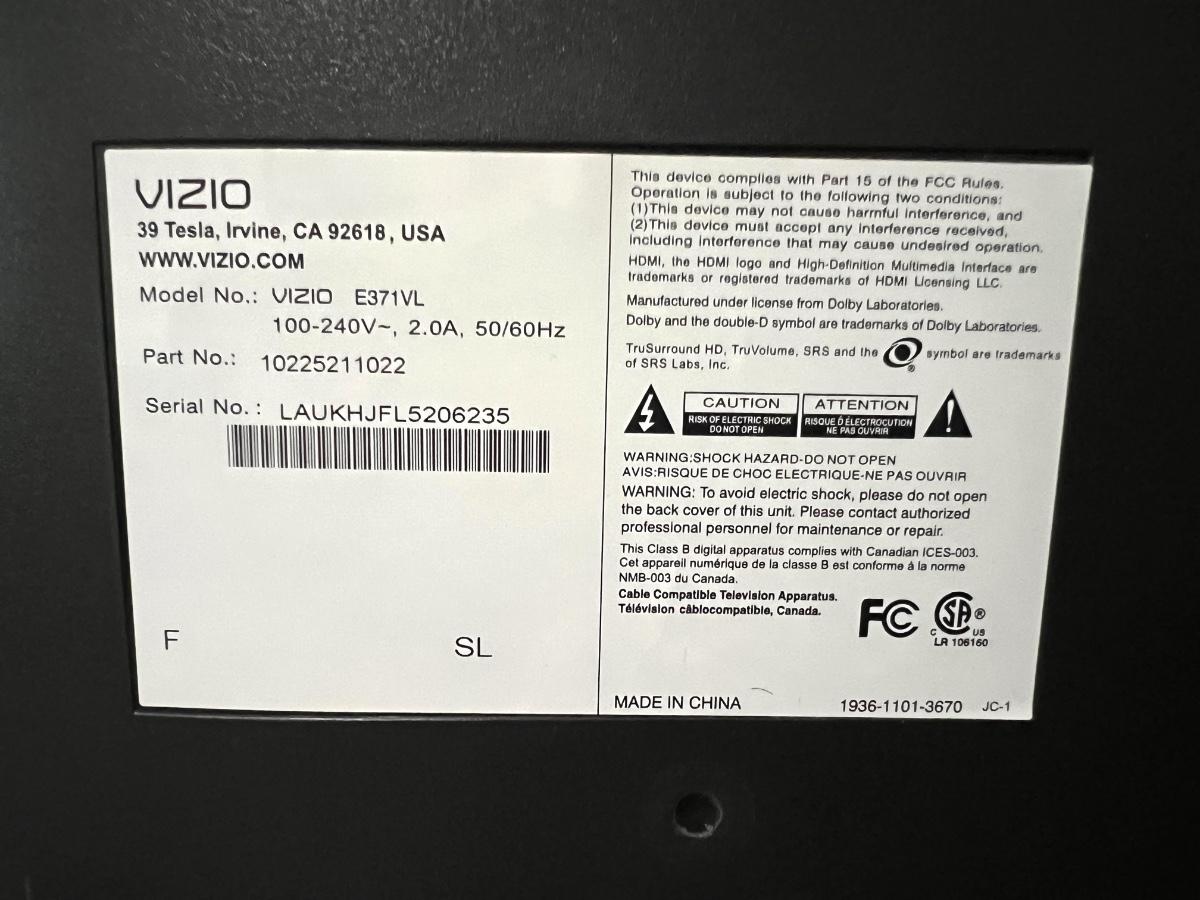 VIZIO
39 Tesla, Irvine, CA 92618, USA
WWW.VIZIO.COM
Model No.: VIZIO E371VL
100-240V~, 2.0A, 50/60Hz
Part No.: 10225211022
Serial No.: LAUKHJFL5206235
F SL
This device complies with Part 15 of the FCC Rules.
Operation is subject to the following two conditions:
(1)This device may not cause harmful interference, and
(2)This device must accept any interference received,
including interference that may cause undesired operation.
HDMI, the HDMI logo and High-Definition Multimedia Interface are
trademarks or registered trademarks of HDMI Licensing LLC.
Manufactured under license from Dolby Laboratories.
Dolby and the double-D symbol are trademarks of Dolby Laboratories.
TruSurround HD, TruVolume, SRS and the ® symbol are trademarks
of SRS Labs, Inc.
CAUTION
RISK OF ELECTRIC SHOCK
DO NOT OPEN
ATTENTION
RISQUE D ÉLECTROCUTION
NE PAS OUVRIR
WARNING:SHOCK HAZARD-DO NOT OPEN
AVIS:RISQUE DE CHOC ELECTRIQUE-NE PAS OUVRIR
WARNING: To avoid electric shock, please do not open
the back cover of this unit. Please contact authorized
professional personnel for maintenance or repair.
This Class B digital apparatus complies with Canadian ICES-003.
Cet appareil numérique de la classe B est conforme à la norme
NMB-003 du Canada.
Cable Compatible Television Apparatus.
Télévision câblocompatible, Canada.
FC
SA ®
C US
LR 106160
MADE IN CHINA
1936-1101-3670 JC-1